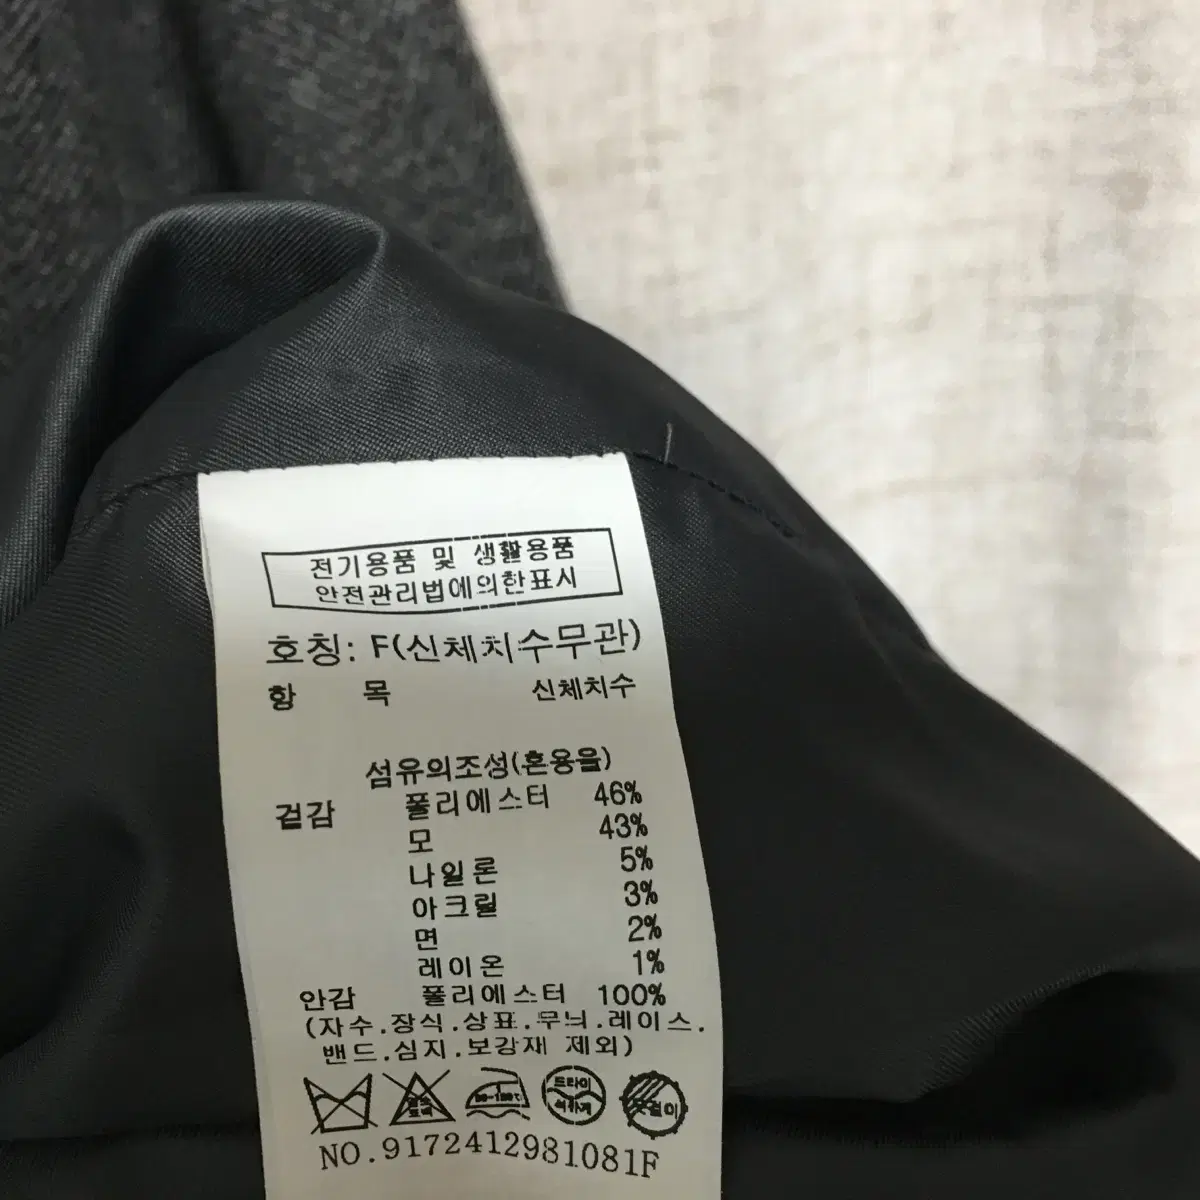 전기용품 및 생활용품
안전관리법에의한표시
호칭: F(신체치수무관)
항 목 신체치수
섬유의조성(혼용율)
겉감 폴리에스터 46%
모 43%
나일론 5%
아크릴 3%
면 2%
레이온 1%
안감 폴리에스터 100%
(자수.장식.상표.무늬.레이스.
밴드.심지.보강재 제외)
드라이
NO.9172412981081F